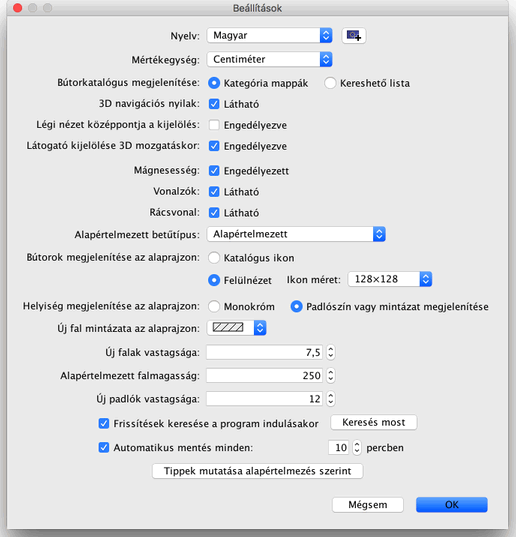 Beállítások
Nyelv: Magyar
Mértékegység: Centiméter
Bútorkatalógus megjelenítése: Kategória mappák Kereshető lista
3D navigációs nyilak: Látható
Légi nézet középpontja a kijelölés: Engedélyezve
Látogató kijelölése 3D mozgatáskor: Engedélyezve
Mágnesesség: Engedélyezett
Vonalzók: Látható
Rácsvonal: Látható
Alapértelmezett betűtípus: Alapértelmezett
Bútorok megjelenítése az alaprajzon: Katalógus ikon
Felülnézet Ikon méret: 128×128
Helyiség megjelenítése az alaprajzon: Monokróm Padlószín vagy mintázat megjelenítése
Új fal mintázata az alaprajzon:
Új falak vastagsága: 7,5
Alapértelmezett falmagasság: 250
Új padlók vastagsága: 12
Frissítések keresése a program indulásakor Keresés most
Automatikus mentés minden: 10 percben
Tippek mutatása alapértelmezés szerint
Mégsem OK